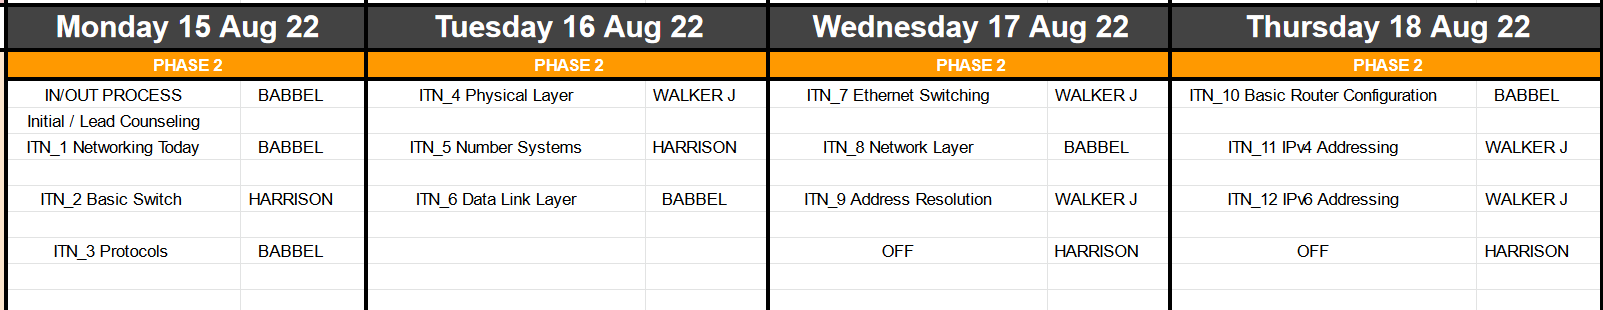 Monday 15 Aug 22 Tuesday 16 Aug 22 Wednesday 17 Aug 22 Thursday 18 Aug 22
PHASE 2 PHASE 2 PHASE 2 PHASE 2
IN/OUT PROCESS BABBEL ITN_4 Physical Layer WALKER J ITN_7 Ethernet Switching WALKER J ITN_10 Basic Router Configuration BABBEL
Initial / Lead Counseling
ITN_1 Networking Today BABBEL ITN_5 Number Systems HARRISON ITN_8 Network Layer BABBEL ITN_11 IPv4 Addressing WALKER J
ITN_2 Basic Switch HARRISON ITN_6 Data Link Layer BABBEL ITN_9 Address Resolution WALKER J ITN_12 IPv6 Addressing WALKER J
ITN_3 Protocols BABBEL OFF HARRISON OFF HARRISON